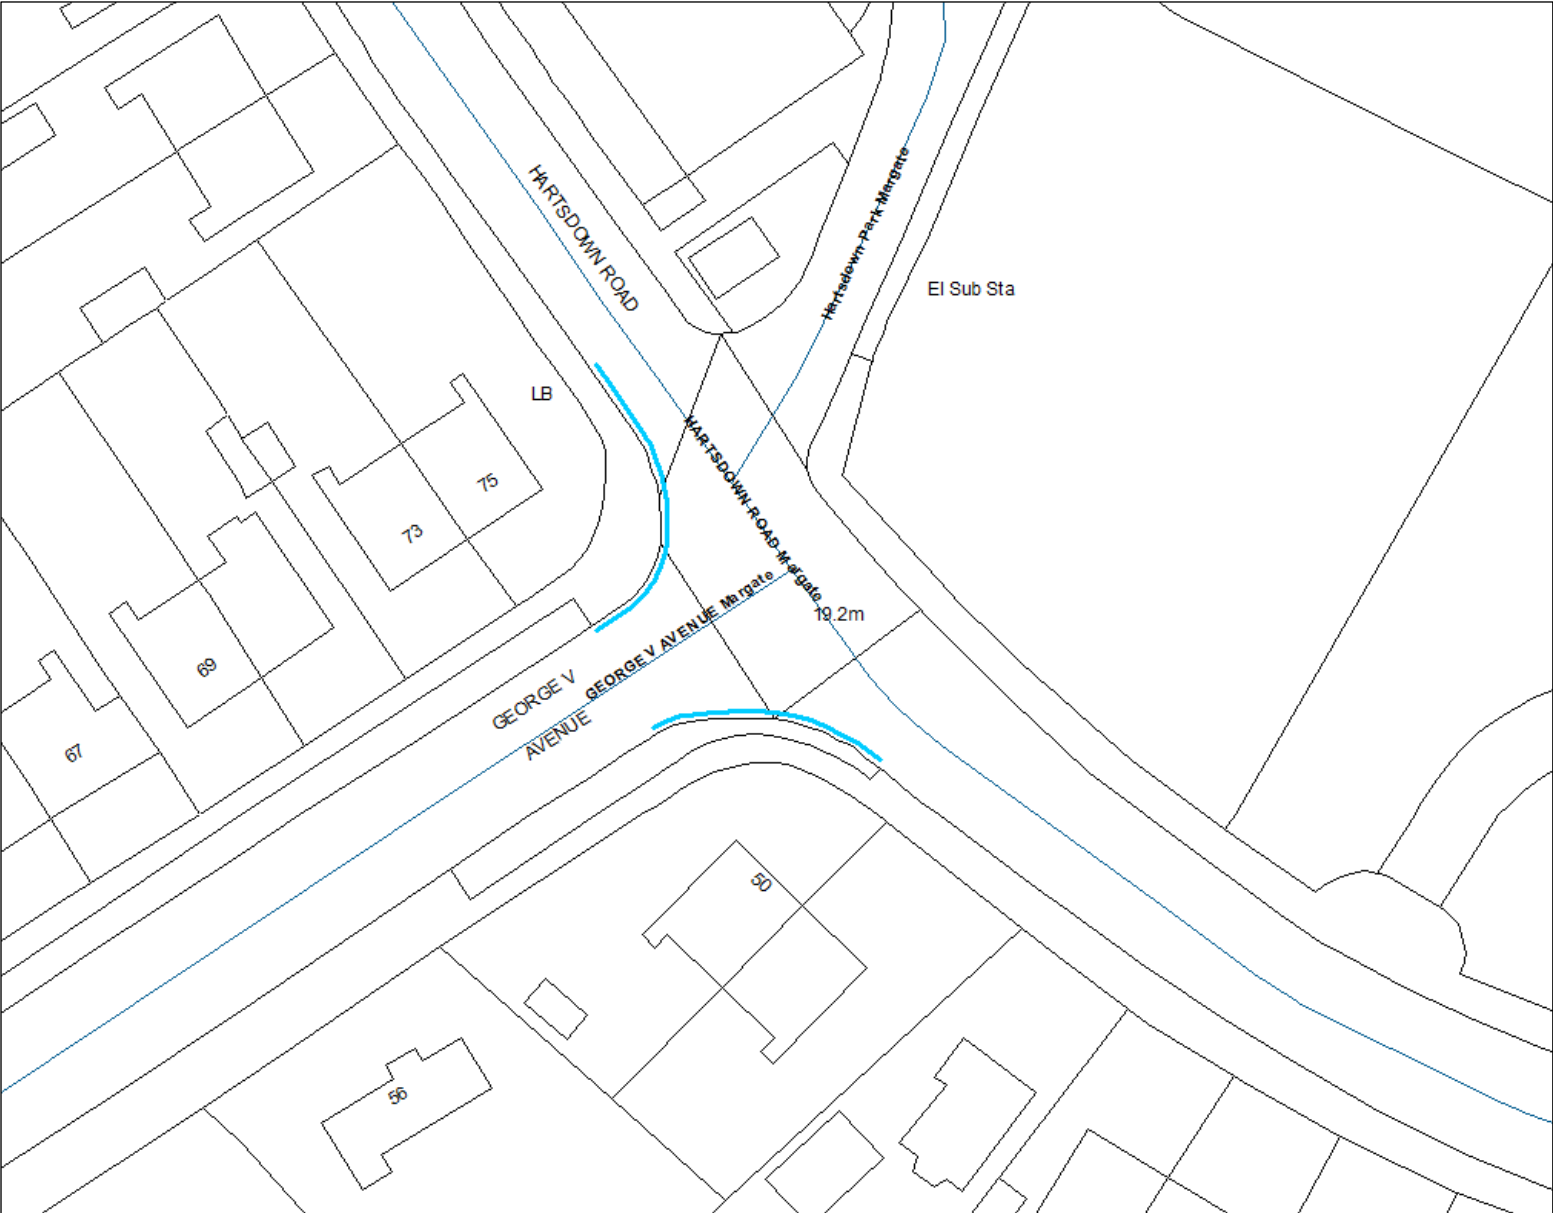 HARTSDOWN ROAD
Hartsdown Park Margate
El Sub Sta
LB
HARTSDOWN ROAD Margate
75
73
GEORGE V AVENUE Margate
19.2m
69
GEORGE V
AVENUE
67
50
56